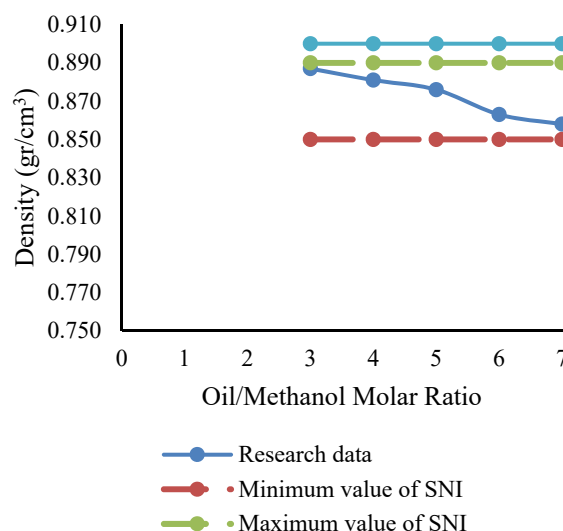 0.910
0.890
0.870
0.850
0.830
0.810
0.790
0.770
0.750
Density (gr/cm³)
0 1 2 3 4 5 6 7
Oil/Methanol Molar Ratio
Research data
Minimum value of SNI
Maximum value of SNI